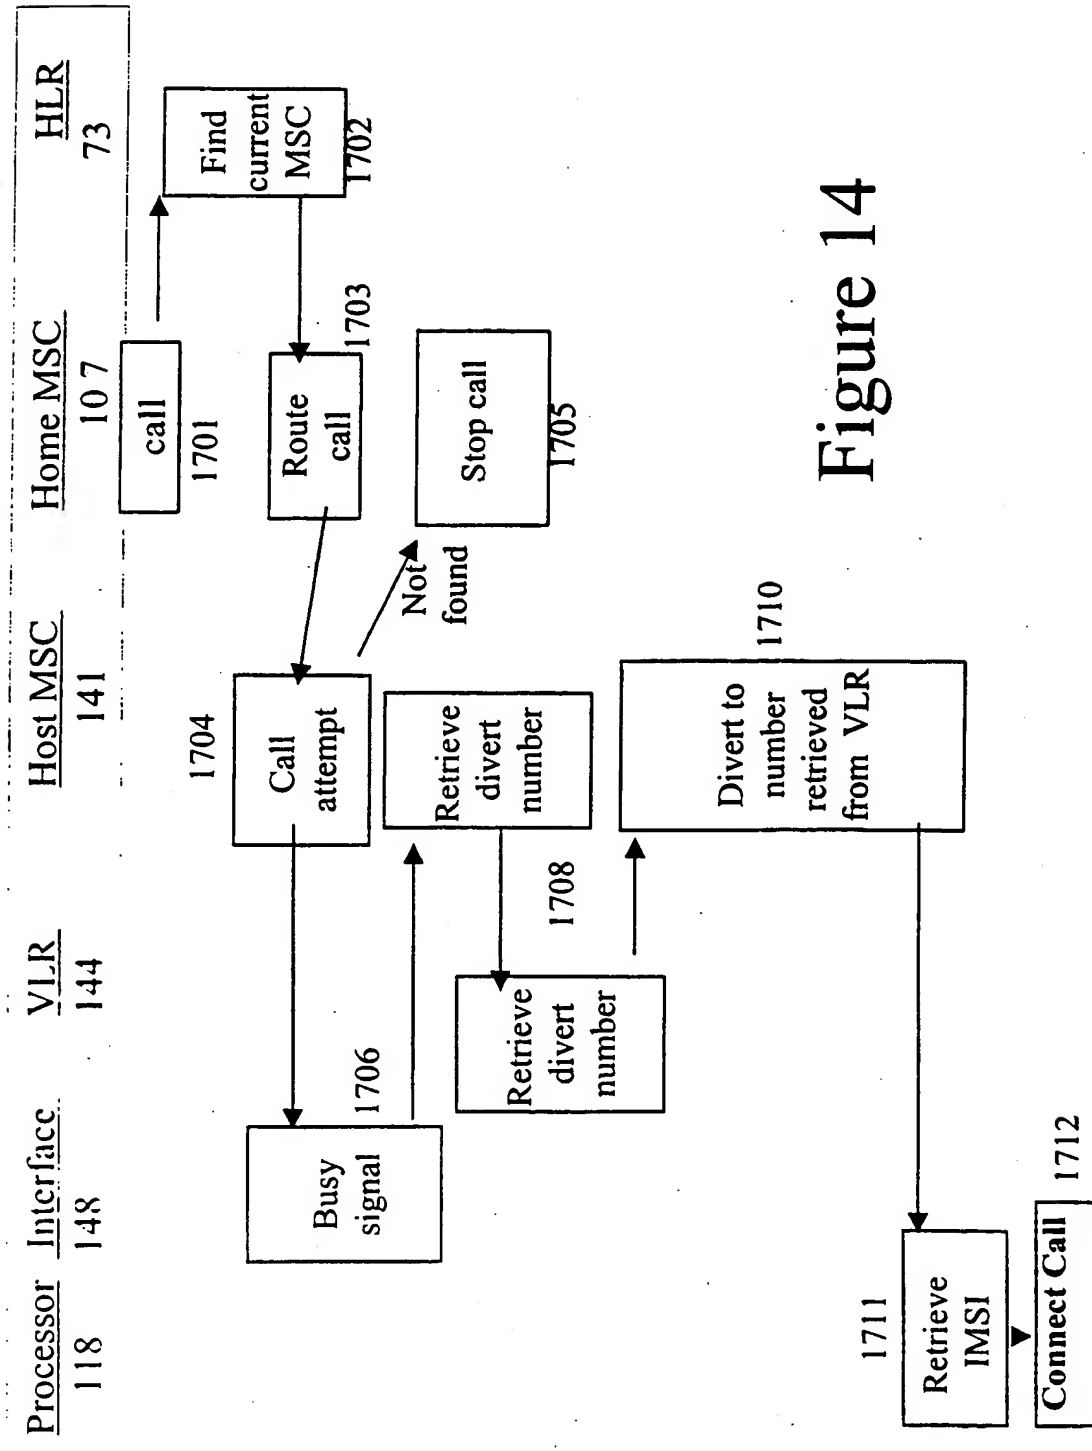 Processor Interface VLR Host MSC Home MSC HLR
118 148 144 141 107 73
call
1701
Find
current
MSC
1702
Route
call
1703
1704
Call
attempt
Not
found
Stop call
1705
Busy
signal
1706
Retrieve
divert
number
Retrieve
divert
number
1708
Divert to
number
retrieved
from VLR
1710
1711
Retrieve
IMSI
Connect Call
1712
Figure 14